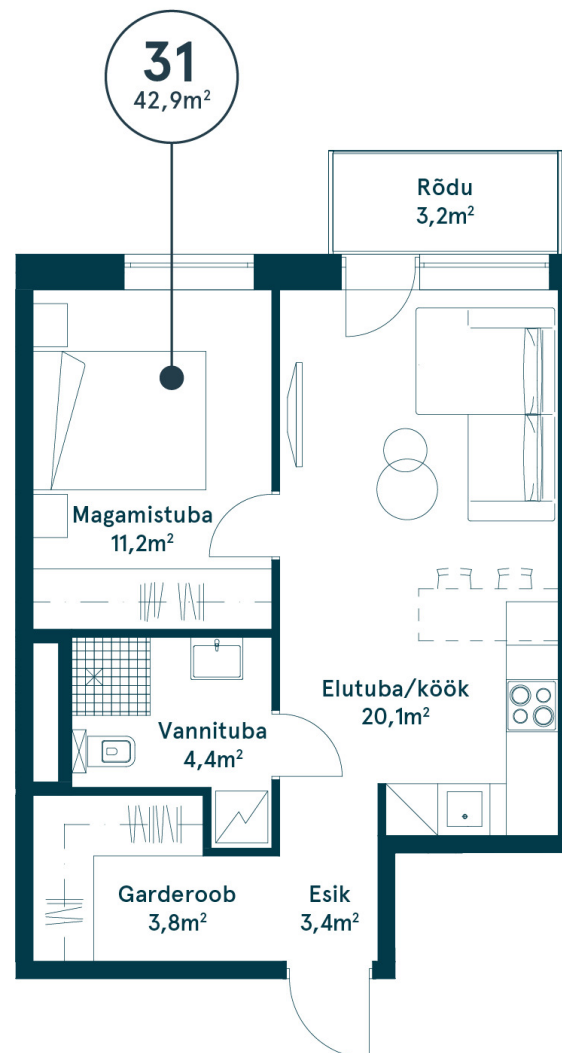 31
42,9m²
Rõdu
3,2m²
Magamistuba
11,2m²
Elutuba/köök
20,1m²
Vannituba
4,4m²
Garderoob
3,8m²
Esik
3,4m²